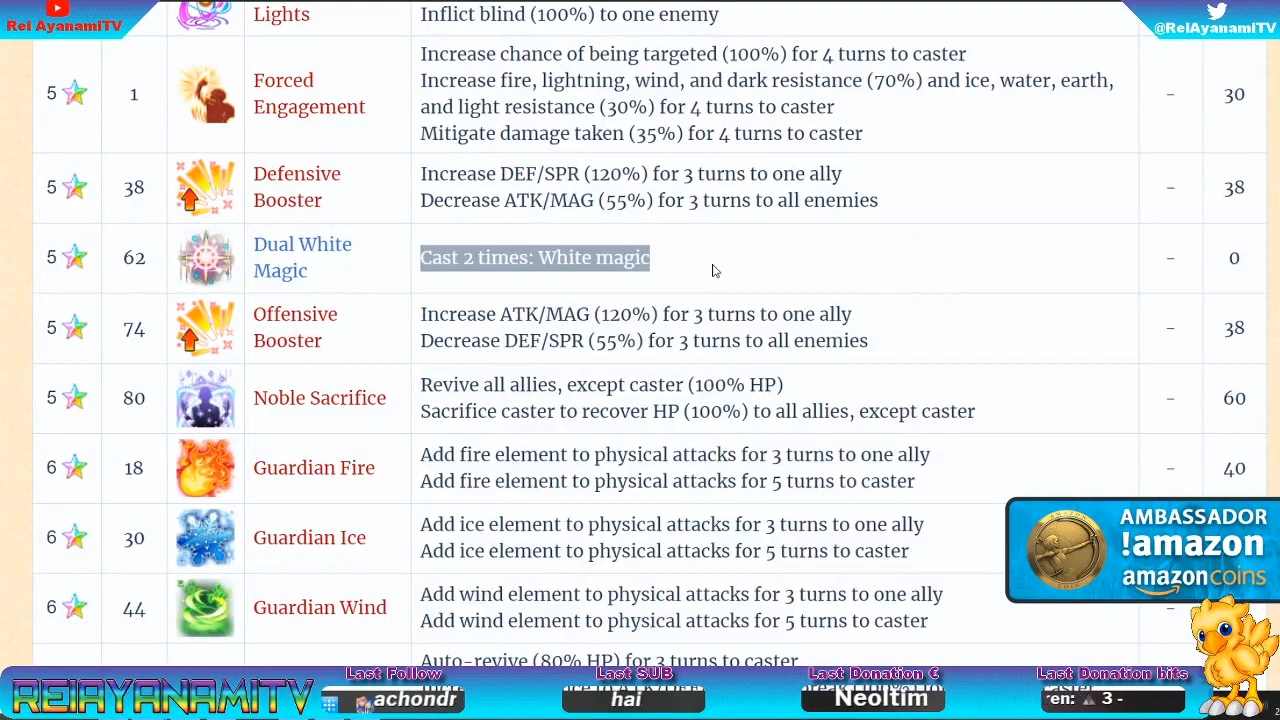 Rei AyanamiTV
@ReiAyanamiTV
Lights
Inflict blind (100%) to one enemy
5
1
Forced
Engagement
Increase chance of being targeted (100%) for 4 turns to caster
Increase fire, lightning, wind, and dark resistance (70%) and ice, water, earth,
and light resistance (30%) for 4 turns to caster
Mitigate damage taken (35%) for 4 turns to caster
-
30
5
38
Defensive
Booster
Increase DEF/SPR (120%) for 3 turns to one ally
Decrease ATK/MAG (55%) for 3 turns to all enemies
-
38
5
62
Dual White
Magic
Cast 2 times: White magic
-
0
5
74
Offensive
Booster
Increase ATK/MAG (120%) for 3 turns to one ally
Decrease DEF/SPR (55%) for 3 turns to all enemies
-
38
5
80
Noble Sacrifice
Revive all allies, except caster (100% HP)
Sacrifice caster to recover HP (100%) to all allies, except caster
-
60
6
18
Guardian Fire
Add fire element to physical attacks for 3 turns to one ally
Add fire element to physical attacks for 5 turns to caster
-
40
6
30
Guardian Ice
Add ice element to physical attacks for 3 turns to one ally
Add ice element to physical attacks for 5 turns to caster
6
44
Guardian Wind
Add wind element to physical attacks for 3 turns to one ally
Add wind element to physical attacks for 5 turns to caster
-
Auto-revive (80% HP) for 3 turns to caster
AMBASSADOR
!amazon
amazoncoins
REIAYANAMITV
Last Follow
achondr
Last SUB
hai
Last Donation €
Neoltim
Last Donation bits
ren: 3 -